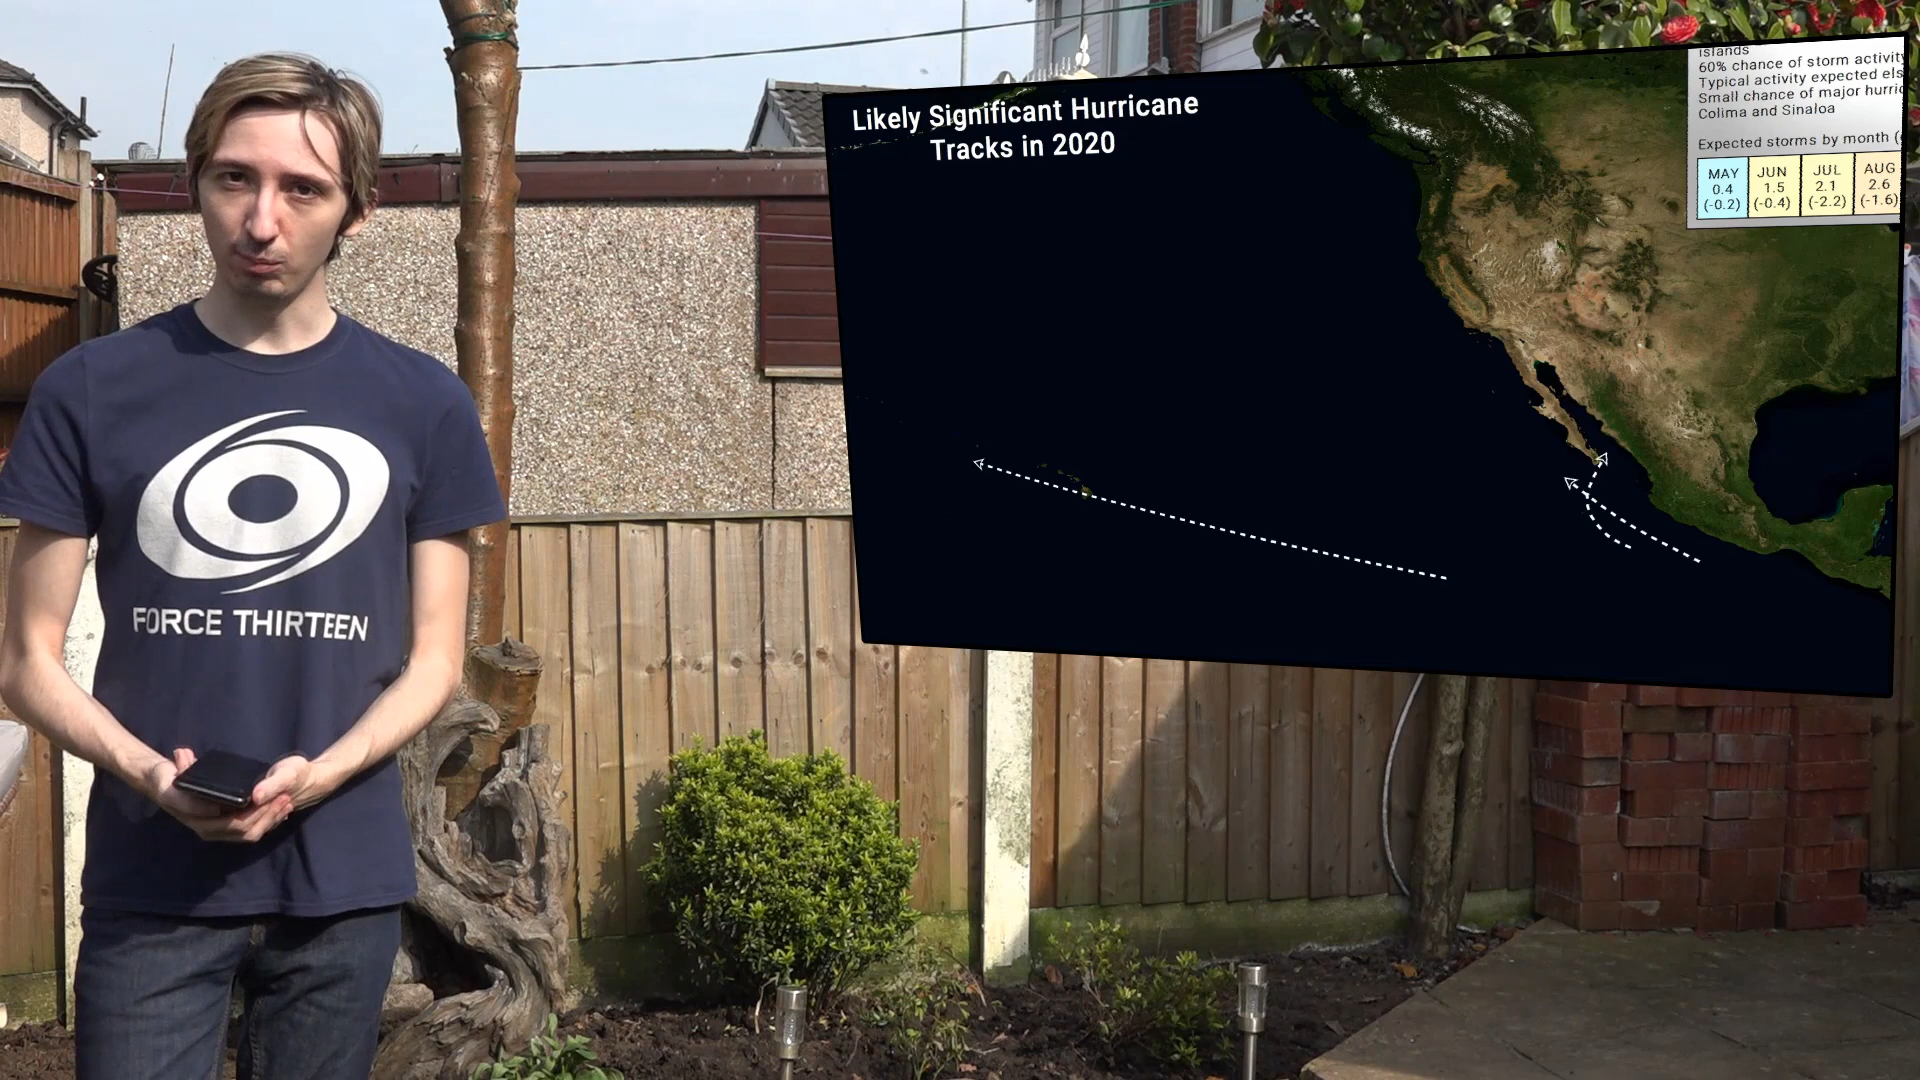 Likely Significant Hurricane
Tracks in 2020
islands
60% chance of storm activity
Typical activity expected els
Small chance of major hurric
Colima and Sinaloa
Expected storms by month (
MAY JUN JUL AUG
0.4 1.5 2.1 2.6
(-0.2) (-0.4) (-2.2) (-1.6)
FORCE THIRTEEN